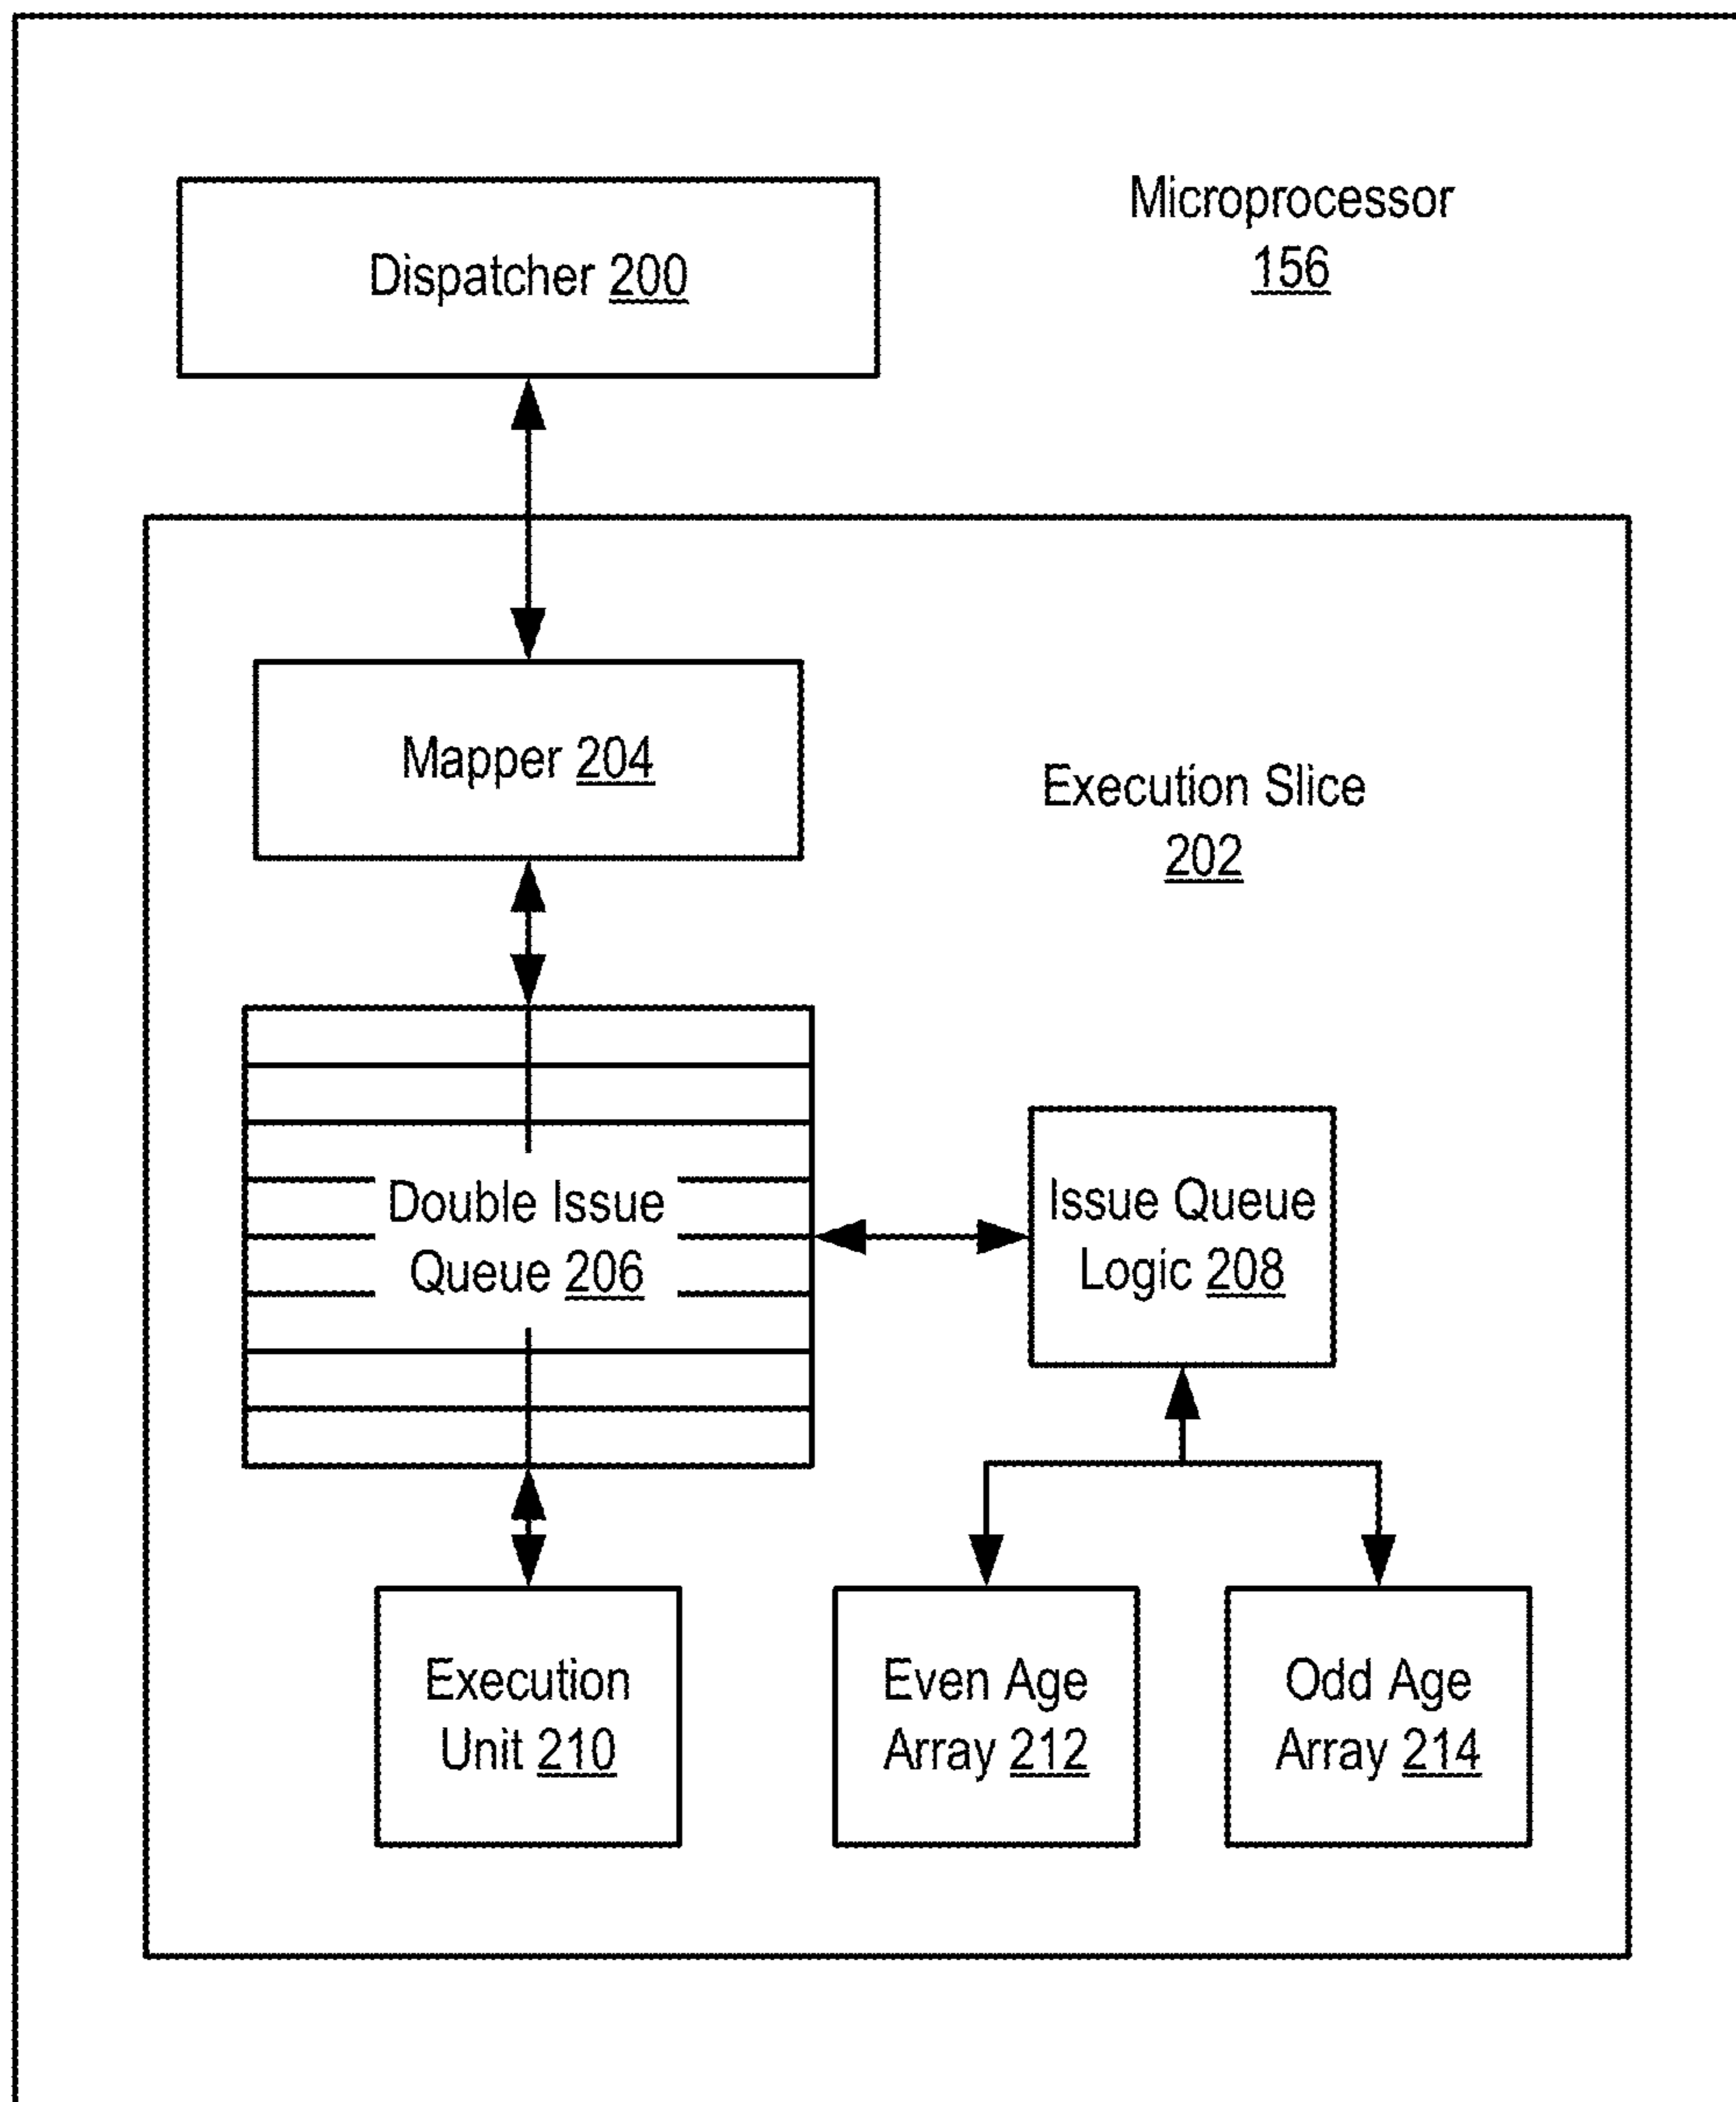 Microprocessor
156
Dispatcher 200
Mapper 204
Execution Slice
202
Double Issue
Queue 206
Issue Queue
Logic 208
Execution
Unit 210
Even Age
Array 212
Odd Age
Array 214